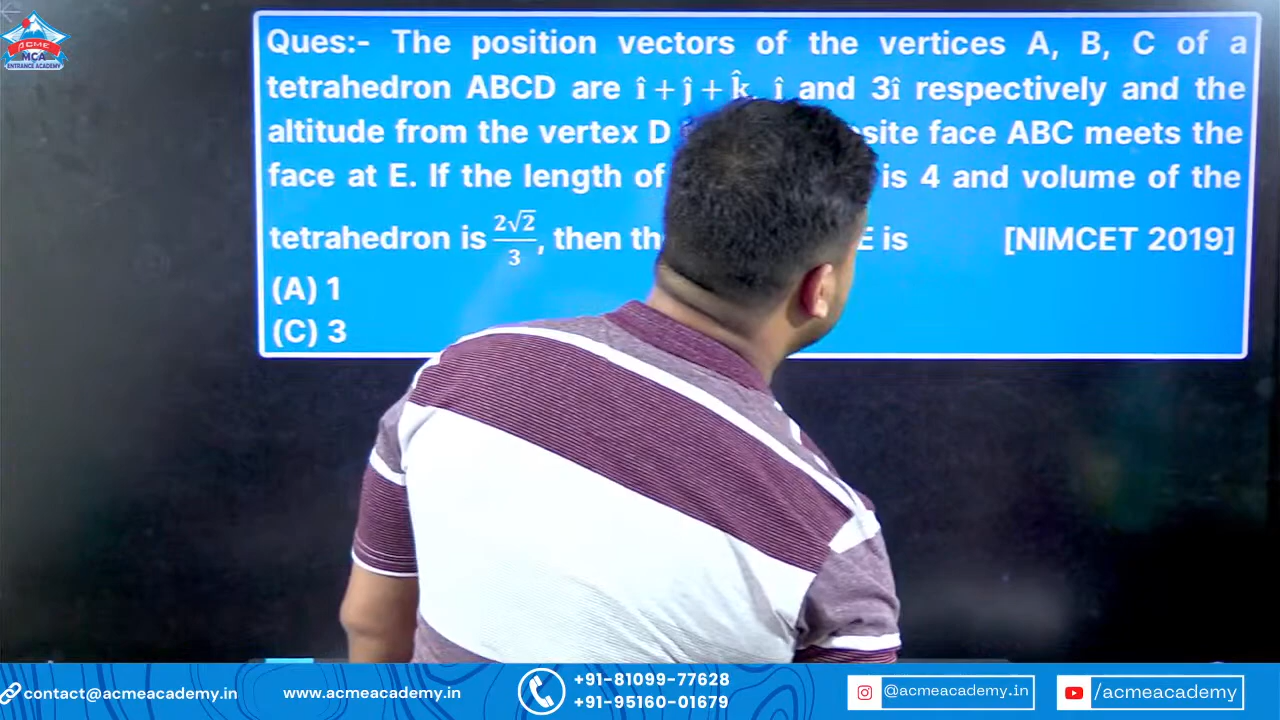 ACME
MCA
ENTRANCE ACADEMY
Ques:- The position vectors of the vertices A, B, C of a
tetrahedron ABCD are î + ĵ + k̂, î and 3î respectively and the
altitude from the vertex D face ABC meets the
face at E. If the length of is 4 and volume of the
tetrahedron is 2√2/3, then E is [NIMCET 2019]
(A) 1
(C) 3
contact@acmeacademy.in www.acmeacademy.in +91-81099-77628 @acmeacademy.in /acmeacademy
+91-95160-01679